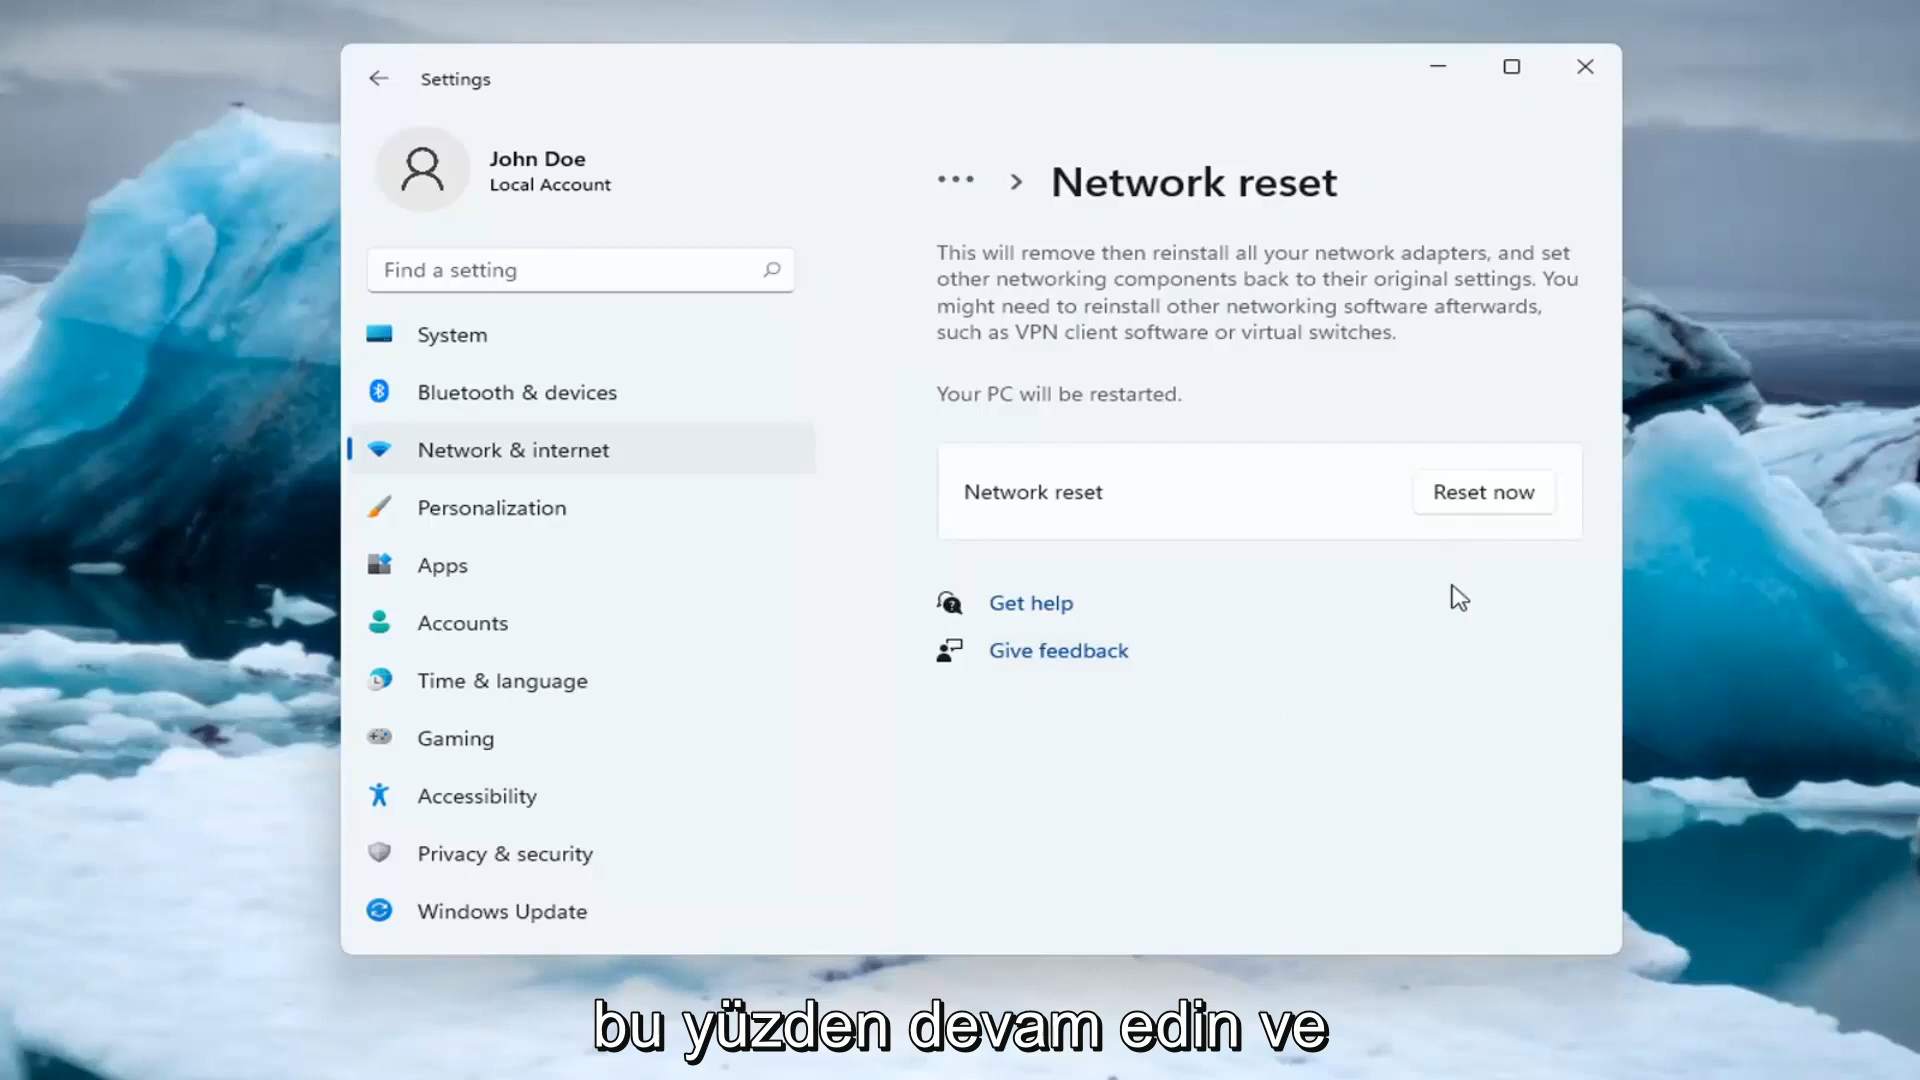 Settings
John Doe
Local Account
Find a setting
System
Bluetooth & devices
Network & internet
Personalization
Apps
Accounts
Time & language
Gaming
Accessibility
Privacy & security
Windows Update
Network reset
This will remove then reinstall all your network adapters, and set
other networking components back to their original settings. You
might need to reinstall other networking software afterwards,
such as VPN client software or virtual switches.
Your PC will be restarted.
Network reset
Reset now
Get help
Give feedback
bu yüzden devam edin ve